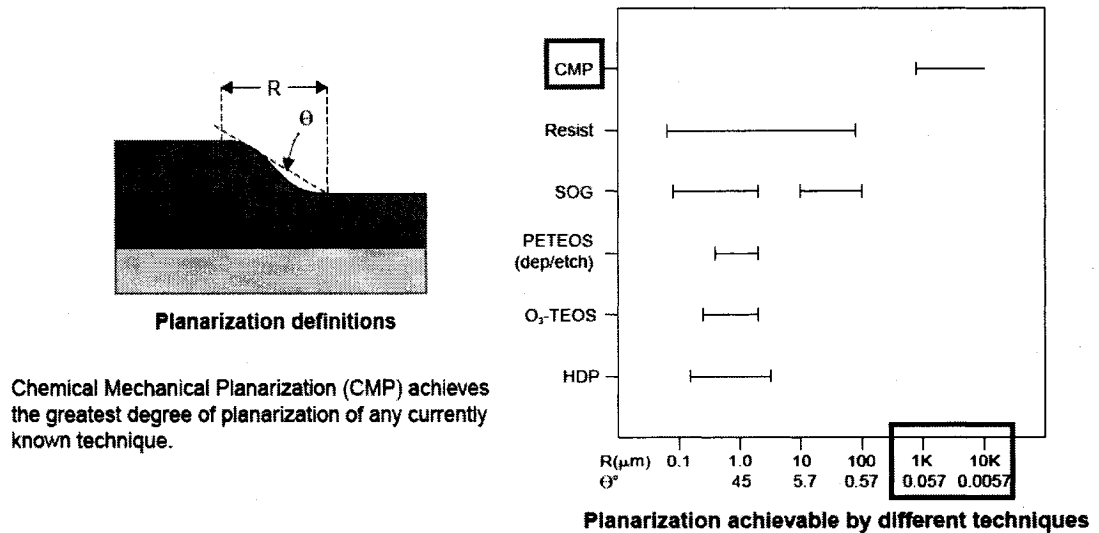 R
Θ
Planarization definitions
Chemical Mechanical Planarization (CMP) achieves
the greatest degree of planarization of any currently
known technique.
CMP
Resist
SOG
PETEOS
(dep/etch)
O₃-TEOS
HDP
R(μm) 0.1 1.0 10 100 1K 10K
Θ° 45 5.7 0.57 0.057 0.0057
Planarization achievable by different techniques